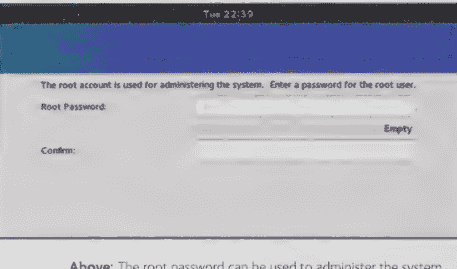 Tue 22:39
The root account is used for administering the system. Enter a password for the root user.
Root Password:
Empty
Confirm:
Above: The root password can be used to administer the system